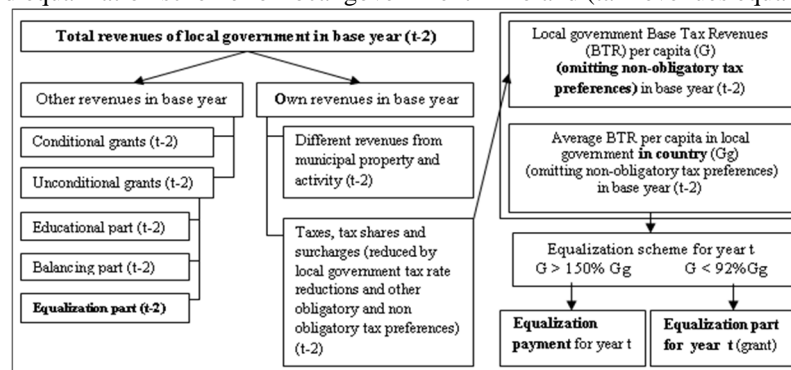 Total revenues of local government in base year (t-2)
Other revenues in base year
Own revenues in base year
Conditional grants (t-2)
Unconditional grants (t-2)
Educational part (t-2)
Balancing part (t-2)
Equalization part (t-2)
Different revenues from
municipal property and
activity (t-2)
Taxes, tax shares and
surcharges (reduced by
local government tax rate
reductions and other
obligatory and non
obligatory tax preferences)
(t-2)
Local government Base Tax Revenues
(BTR) per capita (G)
(omitting non-obligatory tax
preferences) in base year (t-2)
Average BTR per capita in local
government in country (Gg)
(omitting non-obligatory tax preferences)
in base year (t-2)
Equalization scheme for year t
G > 150% Gg G < 92%Gg
Equalization
payment for year t
Equalization part
for year t (grant)